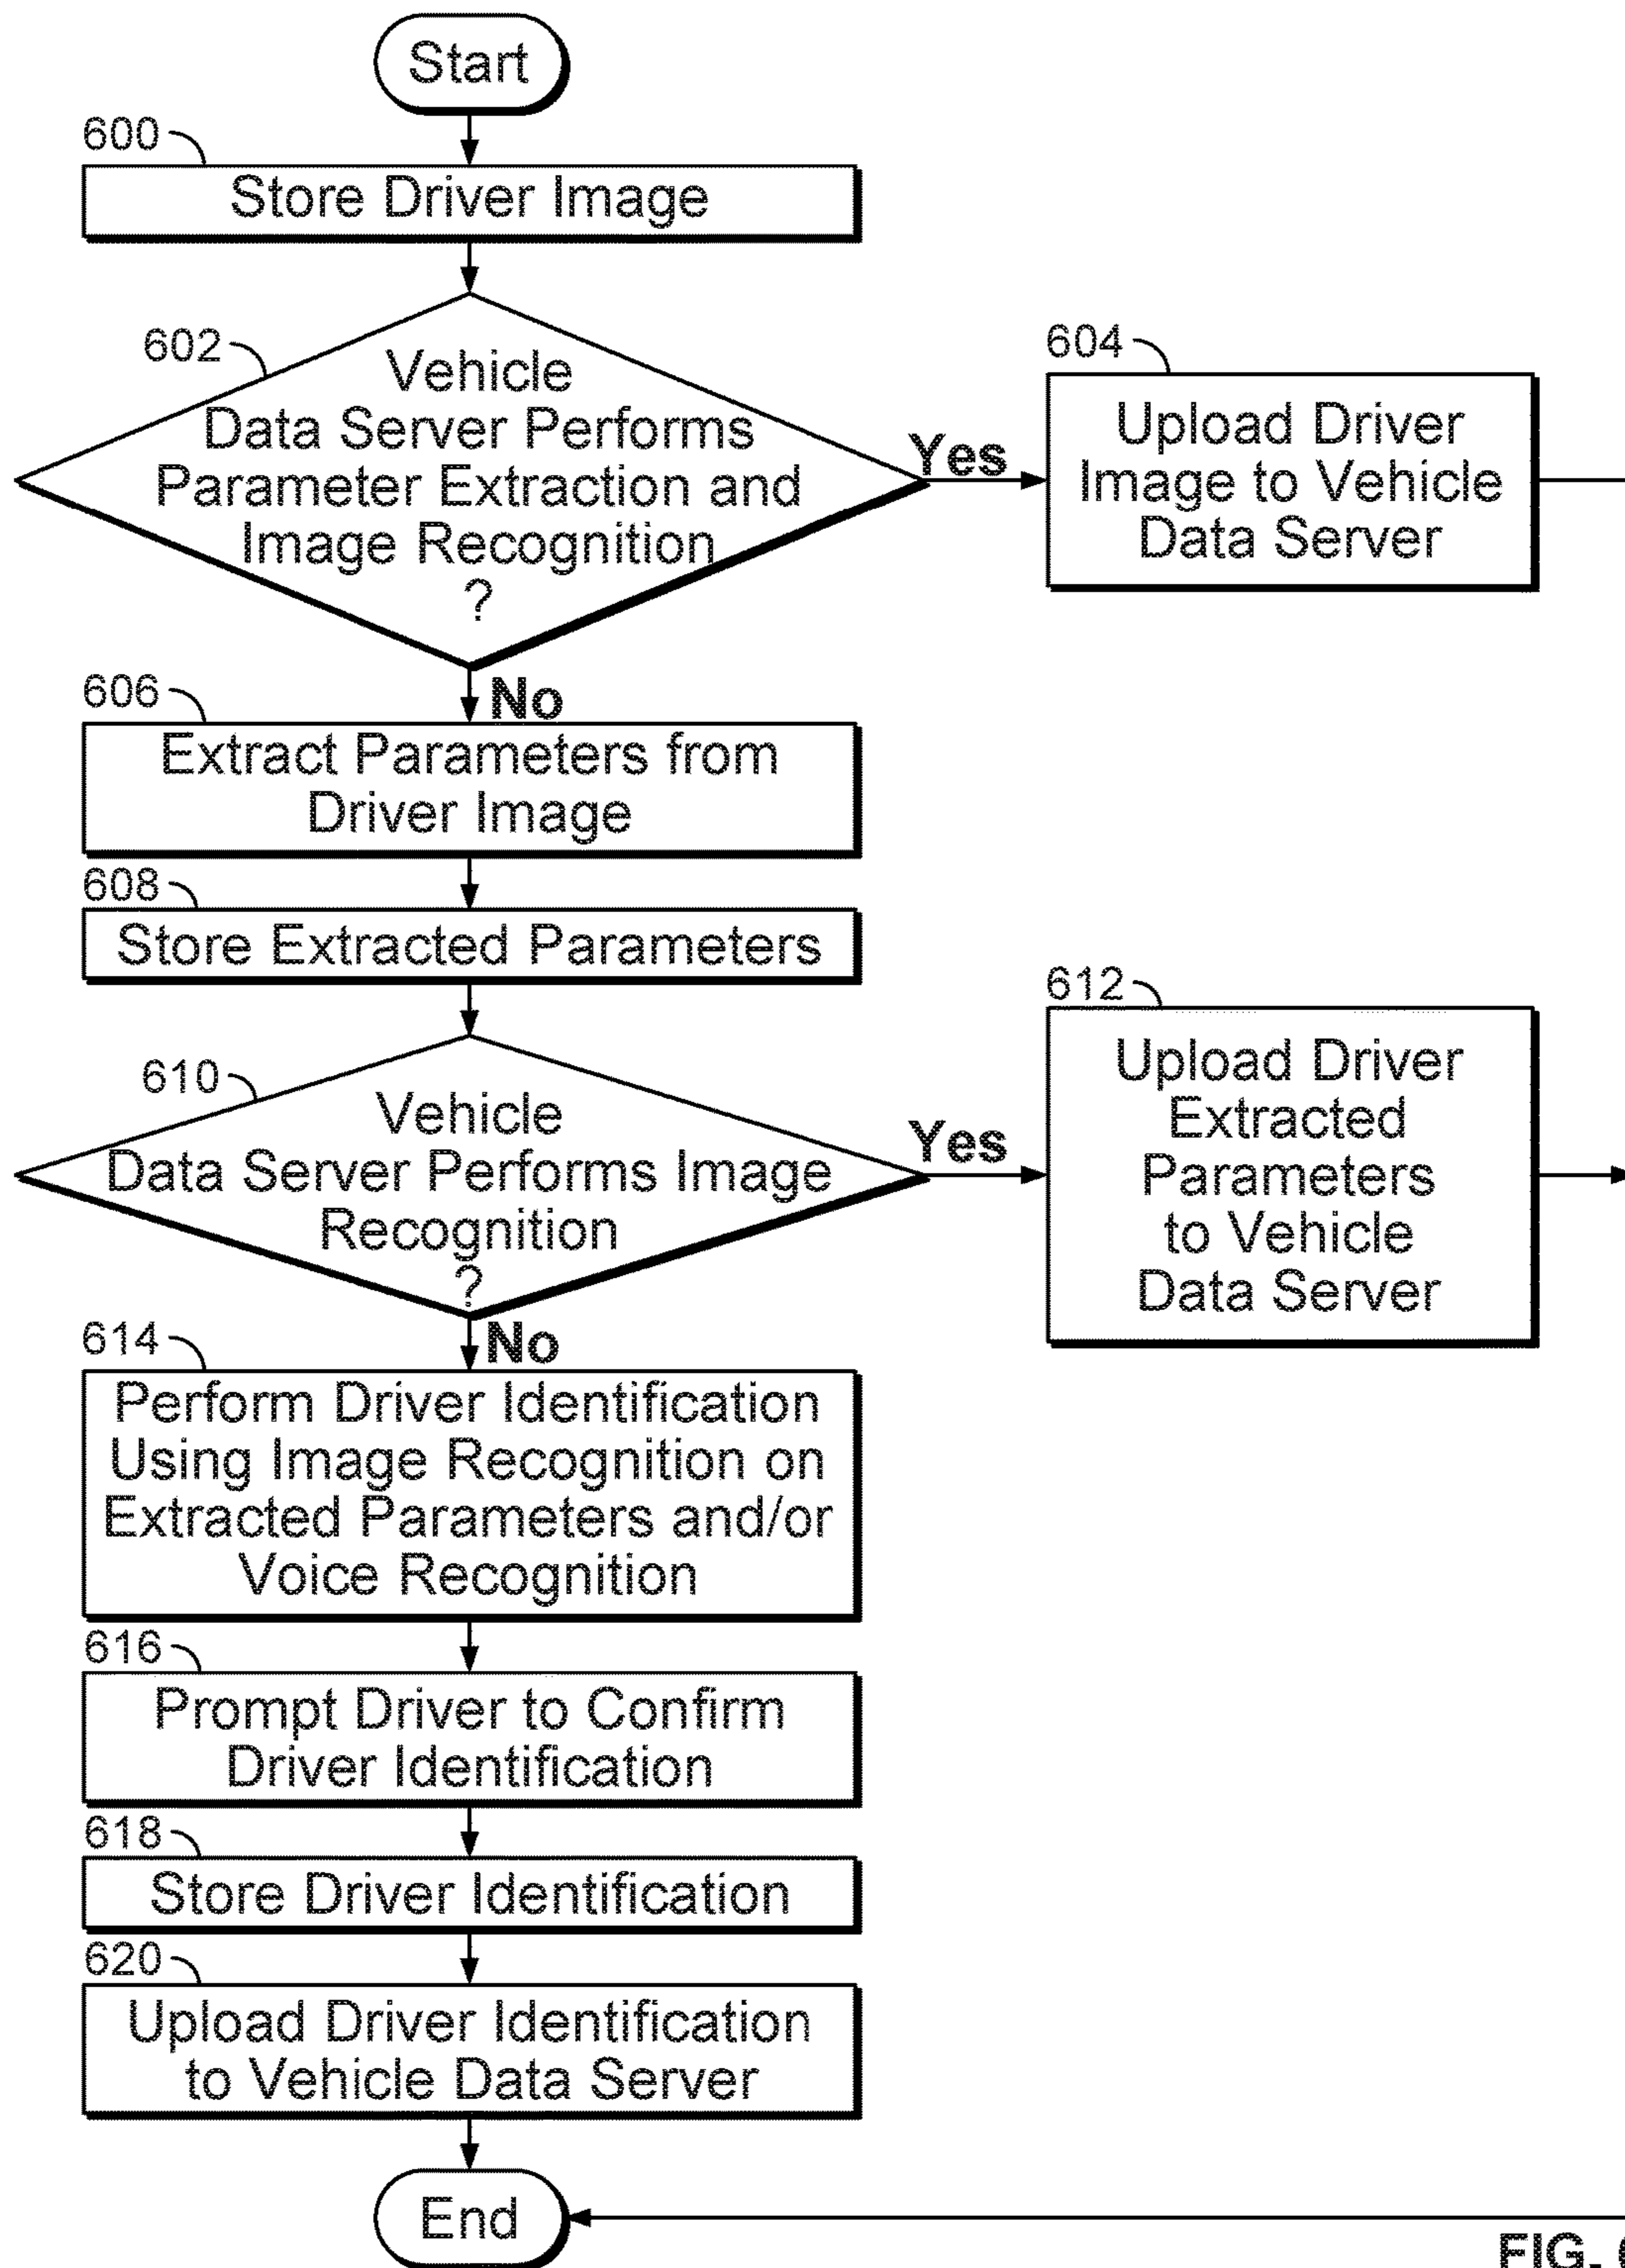 Start
600
Store Driver Image
602
Vehicle
Data Server Performs
Parameter Extraction and
Image Recognition
?
Yes
604
Upload Driver
Image to Vehicle
Data Server
No
606
Extract Parameters from
Driver Image
608
Store Extracted Parameters
610
Vehicle
Data Server Performs Image
Recognition
?
Yes
612
Upload Driver
Extracted
Parameters
to Vehicle
Data Server
No
614
Perform Driver Identification
Using Image Recognition on
Extracted Parameters and/or
Voice Recognition
616
Prompt Driver to Confirm
Driver Identification
618
Store Driver Identification
620
Upload Driver Identification
to Vehicle Data Server
End
FIG.